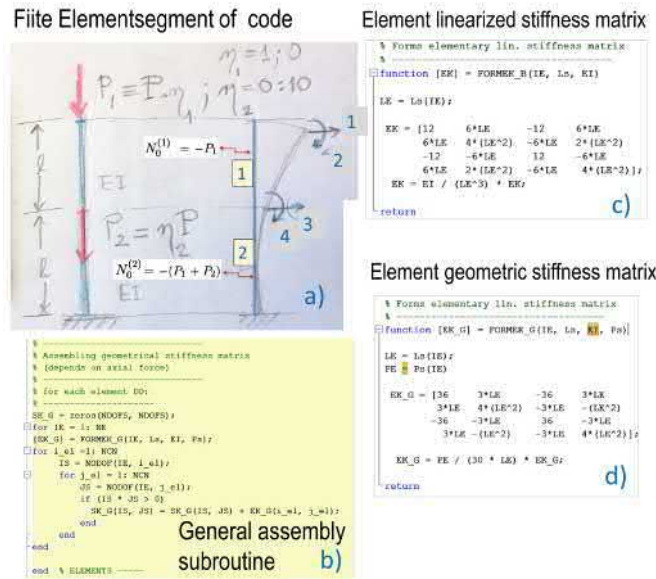 Fiite Elementsegment of code
η₁ = 1; 0
P₁ ≡ P·η₁ ; η₂ = 0:10
N₀⁽¹⁾ = −P₁
1
2
1
EI
ℓ
3
4
P₂ = η₂P
2
N₀⁽²⁾ = −(P₁ + P₂)
ℓ
EI
a)
% --------------------------
% Assembling geometrical stiffness matrix
% (depends on axial force)
% --------------------------
% for each element DO:
% --------------------------
SK_G = zeros(NDOFS, NDOFS);
for IE = 1: NE
[EK_G] = FORMEK_G(IE, Ls, EI, Ps);
for i_el =1: NCN
IS = NODOF(IE, i_el);
for j_el = 1: NCN
JS = NODOF(IE, j_el);
if (IS * JS > 0)
SK_G(IS, JS) = SK_G(IS, JS) + EK_G(i_el, j_el);
end
end
end
end % ELEMENTS -----
General assembly
subroutine
b)
Element linearized stiffness matrix
% Forms elementary lin. stiffness matrix
% --------------------------
function [EK] = FORMEK_B(IE, Ls, EI)
LE = Ls(IE);
EK = [12 6*LE -12 6*LE
6*LE 4*(LE^2) -6*LE 2*(LE^2)
-12 -6*LE 12 -6*LE
6*LE 2*(LE^2) -6*LE 4*(LE^2)];
EK = EI / (LE^3) * EK;
return
c)
Element geometric stiffness matrix
% Forms elementary lin. stiffness matrix
% --------------------------
function [EK_G] = FORMEK_G(IE, Ls, EI, Ps)
LE = Ls(IE);
PE = Ps(IE)
EK_G = [36 3*LE -36 3*LE
3*LE 4*(LE^2) -3*LE -(LE^2)
-36 -3*LE 36 -3*LE
3*LE -(LE^2) -3*LE 4*(LE^2)];
EK_G = PE / (30 * LE) * EK_G;
return
d)